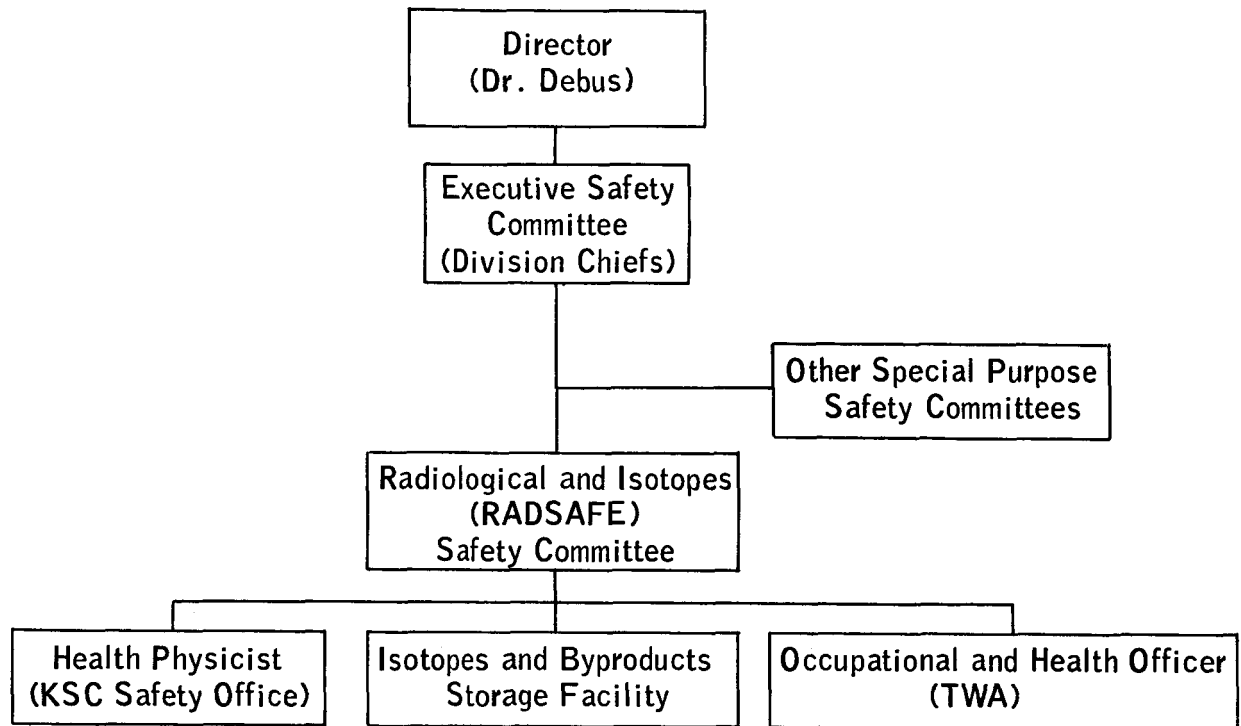 Director
(Dr. Debus)
Executive Safety
Committee
(Division Chiefs)
Other Special Purpose
Safety Committees
Radiological and Isotopes
(RADSAFE)
Safety Committee
Health Physicist
(KSC Safety Office)
Isotopes and Byproducts
Storage Facility
Occupational and Health Officer
(TWA)